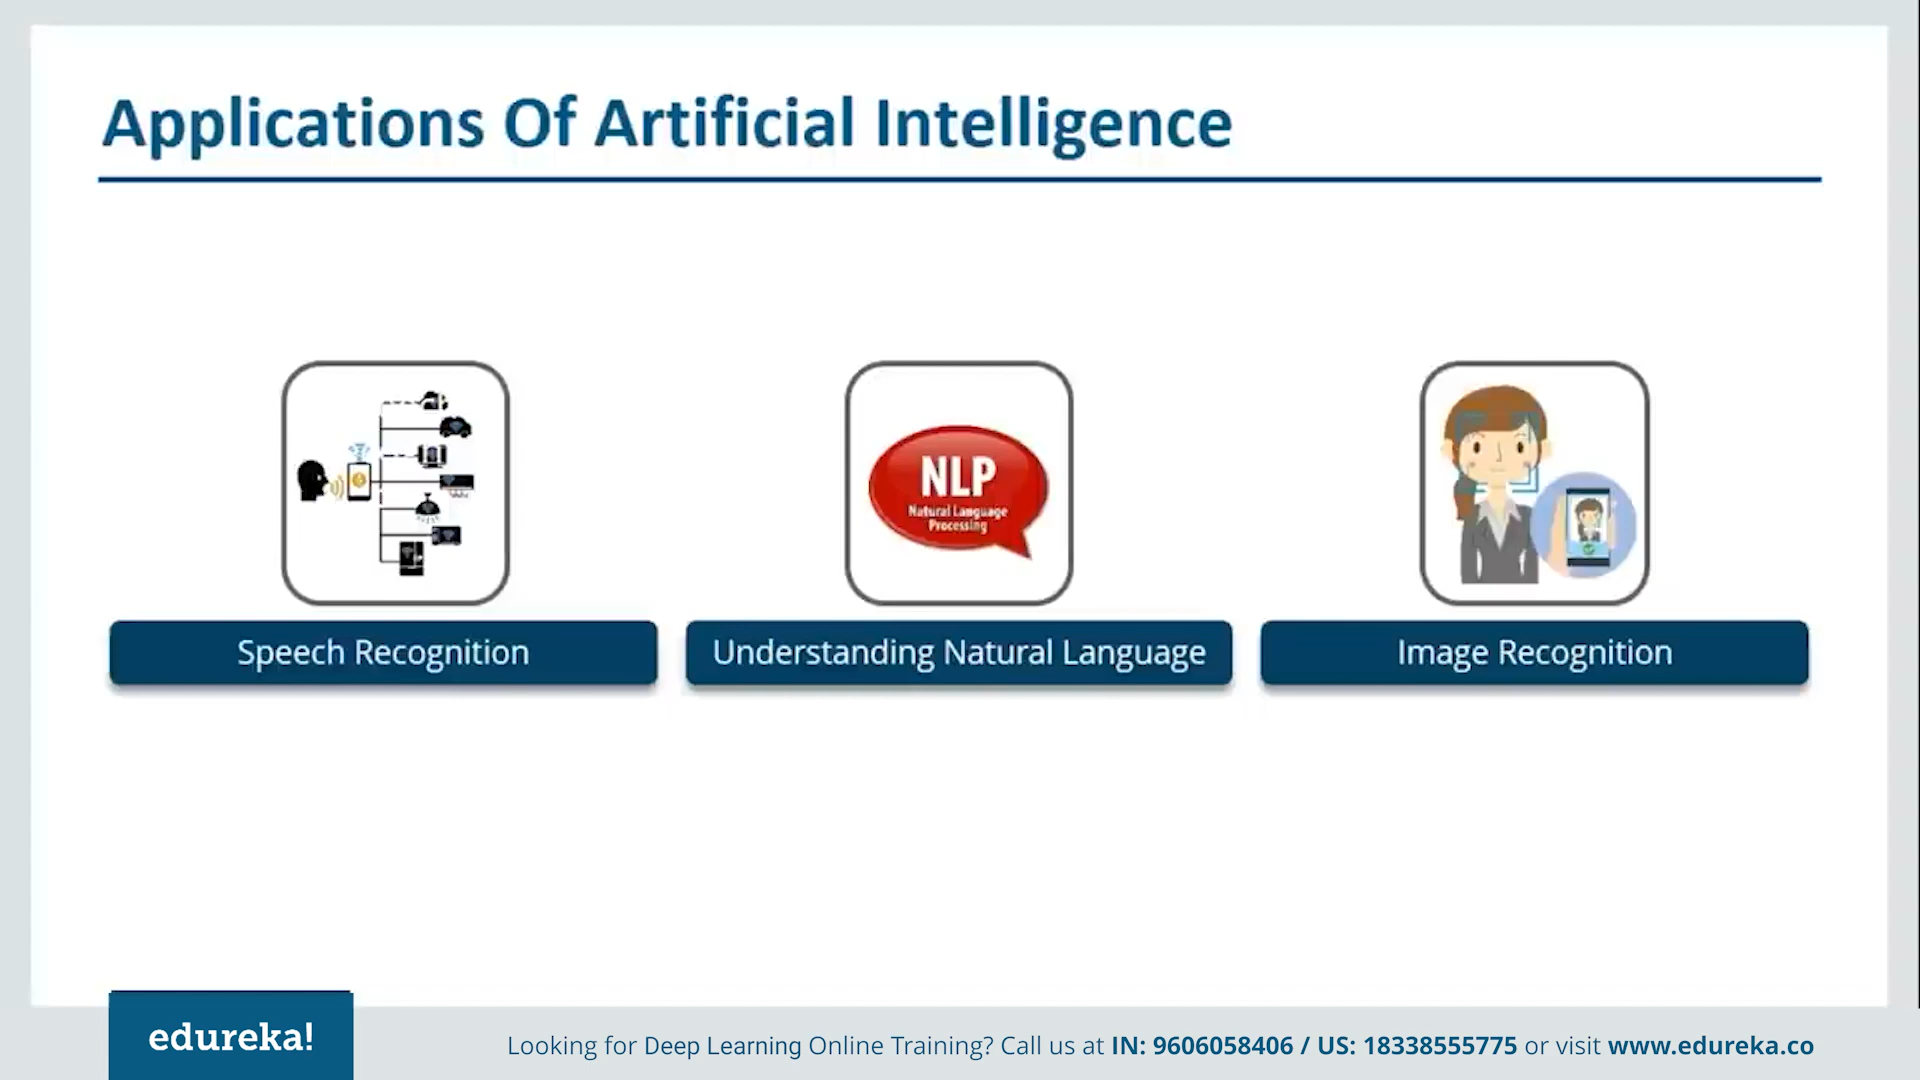 Applications Of Artificial Intelligence
NLP
Natural Language
Processing
Speech Recognition
Understanding Natural Language
Image Recognition
edureka!
Looking for Deep Learning Online Training? Call us at IN: 9606058406 / US: 18338555775 or visit www.edureka.co